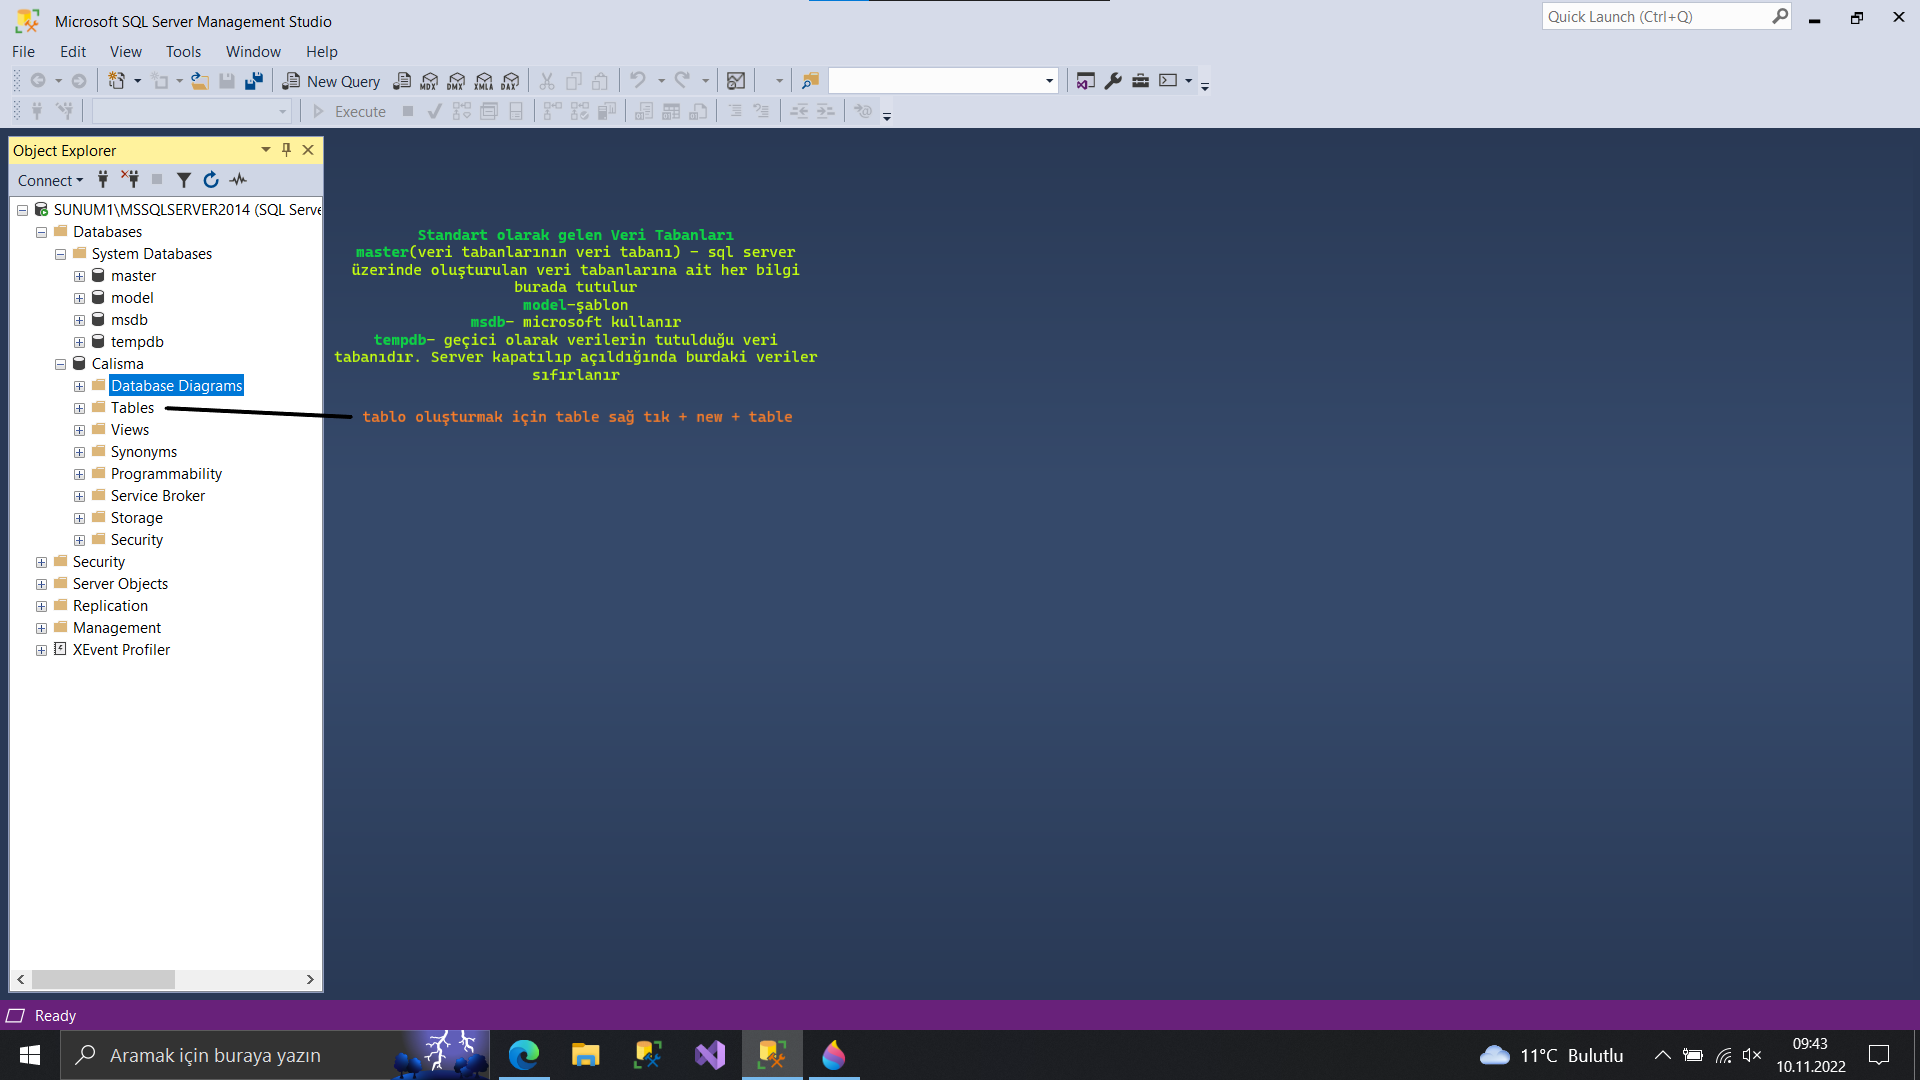 Microsoft SQL Server Management Studio
Quick Launch (Ctrl+Q)
File Edit View Tools Window Help
New Query MDX DMX XMLA DAX
Execute
Object Explorer
Connect
SUNUM1\MSSQLSERVER2014 (SQL Serve
Databases
System Databases
master
model
msdb
tempdb
Calisma
Database Diagrams
Tables
Views
Synonyms
Programmability
Service Broker
Storage
Security
Security
Server Objects
Replication
Management
XEvent Profiler
Standart olarak gelen Veri Tabanları
master(veri tabanlarının veri tabanı) - sql server
üzerinde oluşturulan veri tabanlarına ait her bilgi
burada tutulur
model-şablon
msdb- microsoft kullanır
tempdb- geçici olarak verilerin tutulduğu veri
tabanıdır. Server kapatılıp açıldığında burdaki veriler
sıfırlanır
tablo oluşturmak için table sağ tık + new + table
Ready
Aramak için buraya yazın
11°C Bulutlu
09:43
10.11.2022